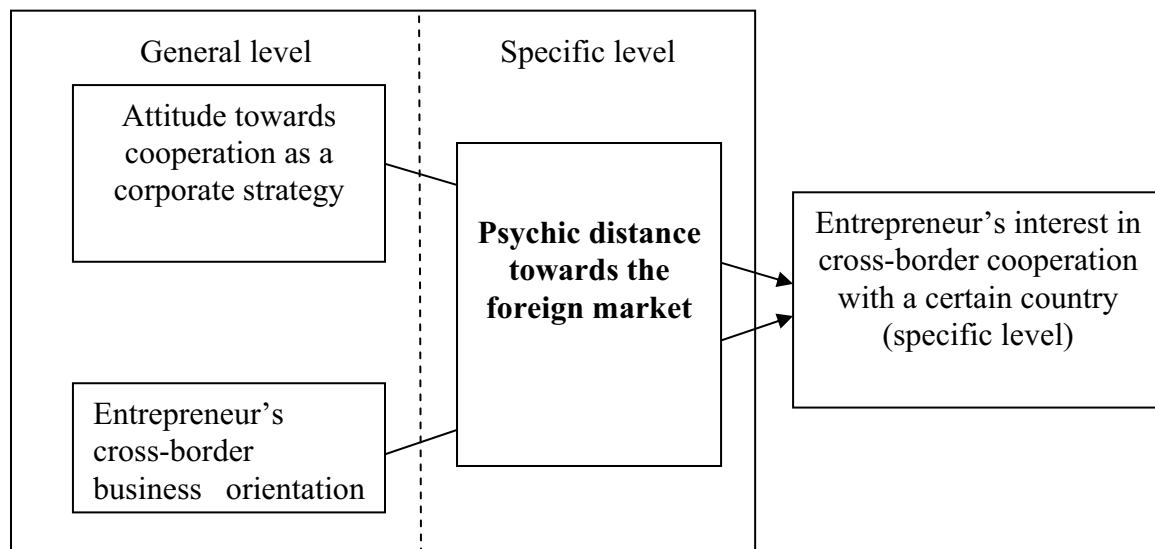 General level
Specific level
Attitude towards
cooperation as a
corporate strategy
Psychic distance
towards the
foreign market
Entrepreneur’s interest in
cross-border cooperation
with a certain country
(specific level)
Entrepreneur’s
cross-border
business orientation